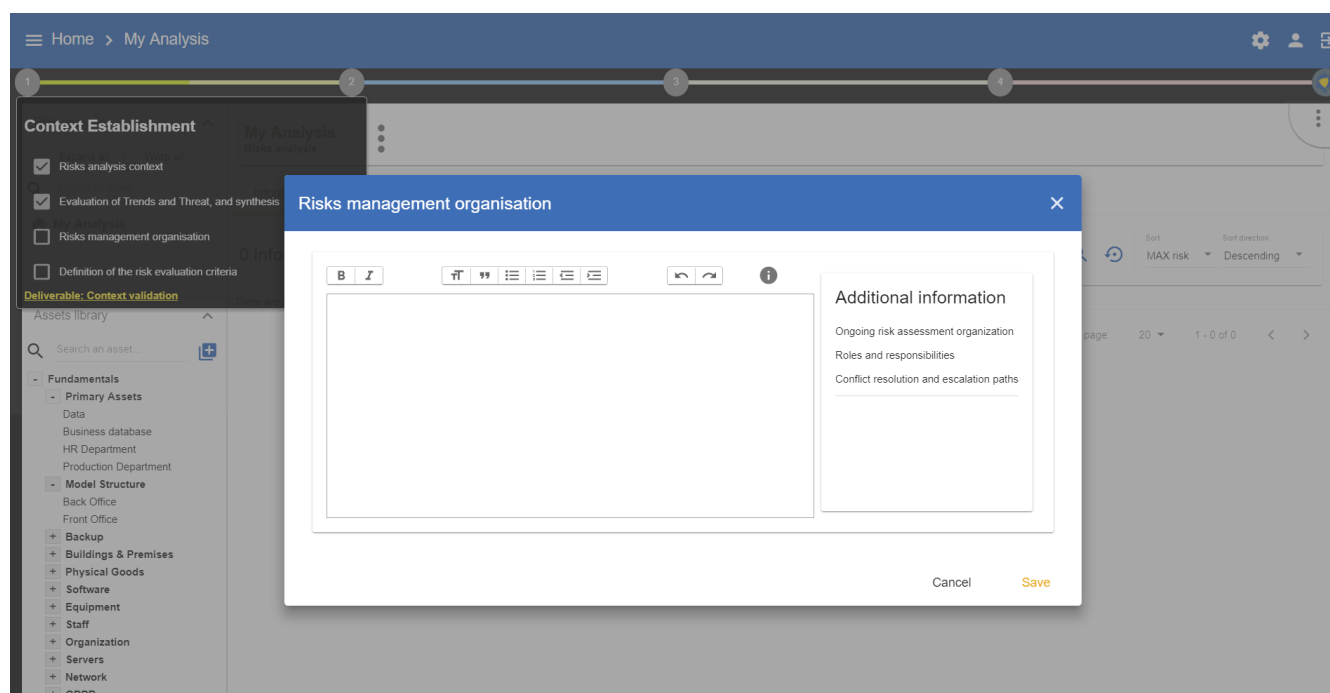 Home > My Analysis
1 2 3 4
Context Establishment
Risks analysis context
Evaluation of Trends and Threat, and synthesis
Risks management organisation
Definition of the risk evaluation criteria
Deliverable: Context validation
My Analysis
Risks analysis
My Analysis
0 Info
Sort
MAX risk
Sort direction
Descending
page: 20 1 - 0 of 0
Risks management organisation
B I
Additional information
Ongoing risk assessment organization
Roles and responsibilities
Conflict resolution and escalation paths
Cancel Save
Assets library
Search an asset...
- Fundamentals
- Primary Assets
Data
Business database
HR Department
Production Department
- Model Structure
Back Office
Front Office
+ Backup
+ Buildings & Premises
+ Physical Goods
+ Software
+ Equipment
+ Staff
+ Organization
+ Servers
+ Network